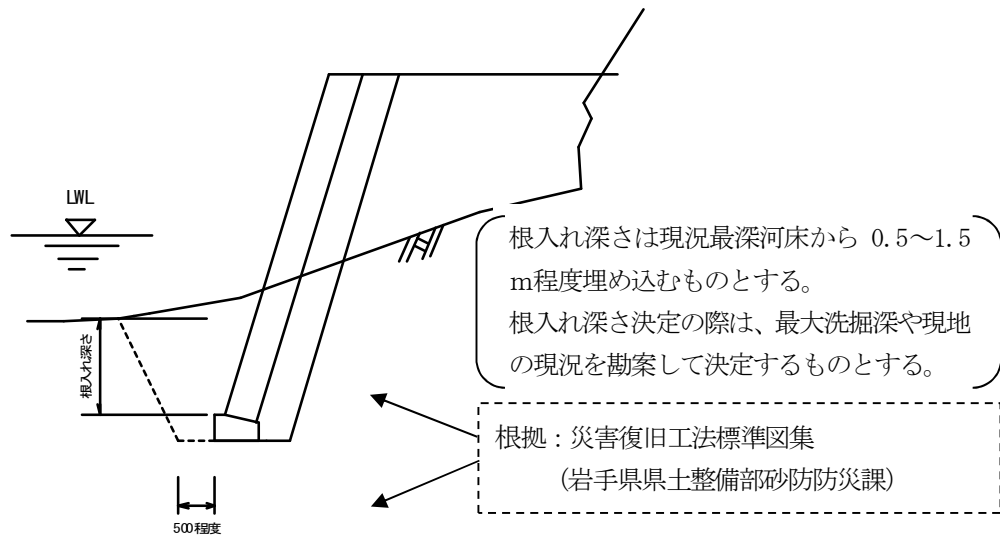 LWL
根入れ深さは現況最深河床から 0.5～1.5
m程度埋め込むものとする。
根入れ深さ決定の際は、最大洗掘深や現地
の現況を勘案して決定するものとする。
根入れ深さ
根拠：災害復旧工法標準図集
(岩手県県土整備部砂防防災課)
500程度